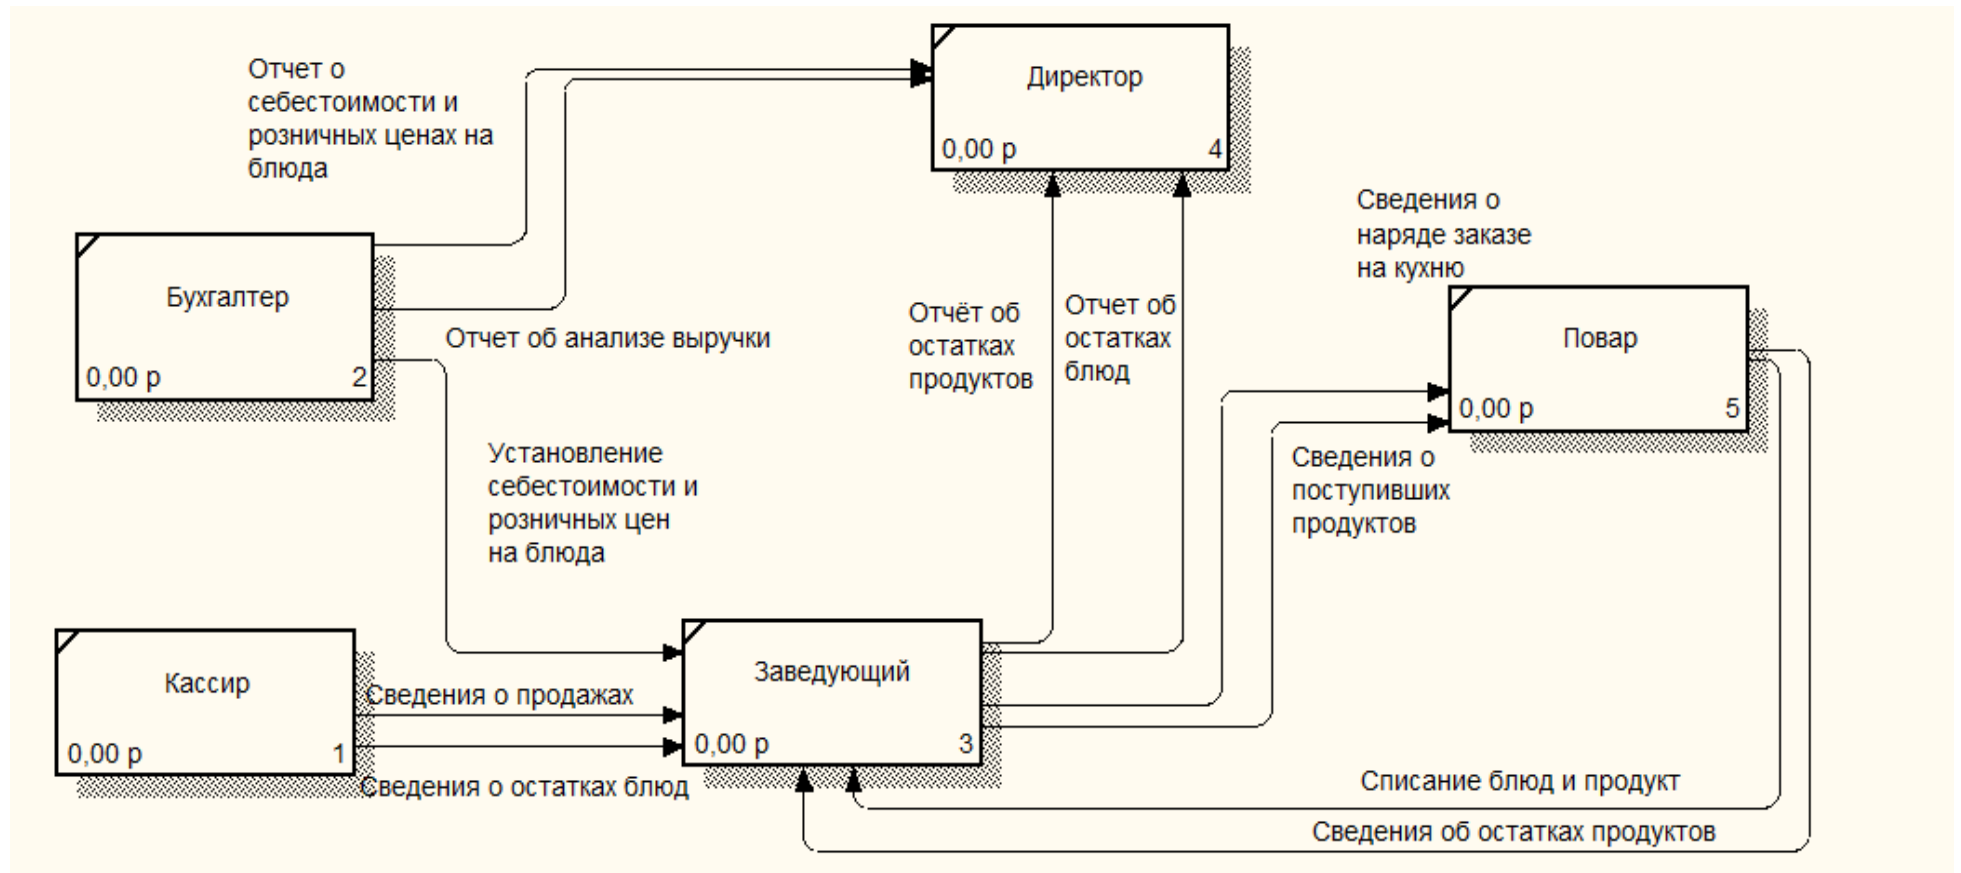 Отчет о
себестоимости и
розничных ценах на
блюда
Директор
0,00 р
4
Сведения о
наряде заказе
на кухню
Бухгалтер
0,00 р
2
Отчет об анализе выручки
Отчёт об
остатках
продуктов
Отчет об
остатках
блюд
Повар
0,00 р
5
Установление
себестоимости и
розничных цен
на блюда
Сведения о
поступивших
продуктов
Кассир
0,00 р
1
Сведения о продажах
Сведения о остатках блюд
Заведующий
0,00 р
3
Списание блюд и продукт
Сведения об остатках продуктов